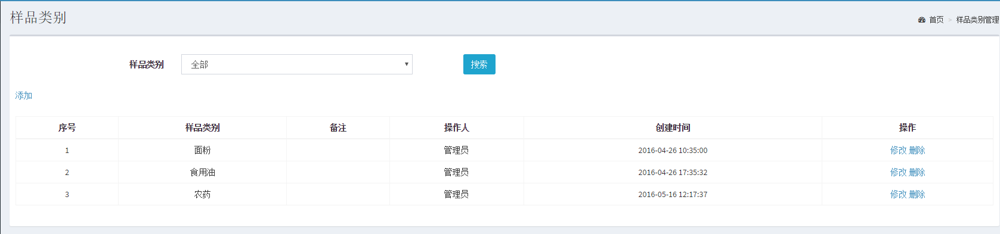 样品类别
首页 > 样品类别管理
样品类别 全部 搜索
添加
序号 样品类别 备注 操作人 创建时间 操作
1 面粉 管理员 2016-04-26 10:35:00 修改 删除
2 食用油 管理员 2016-04-26 17:35:32 修改 删除
3 农药 管理员 2016-05-16 12:17:37 修改 删除